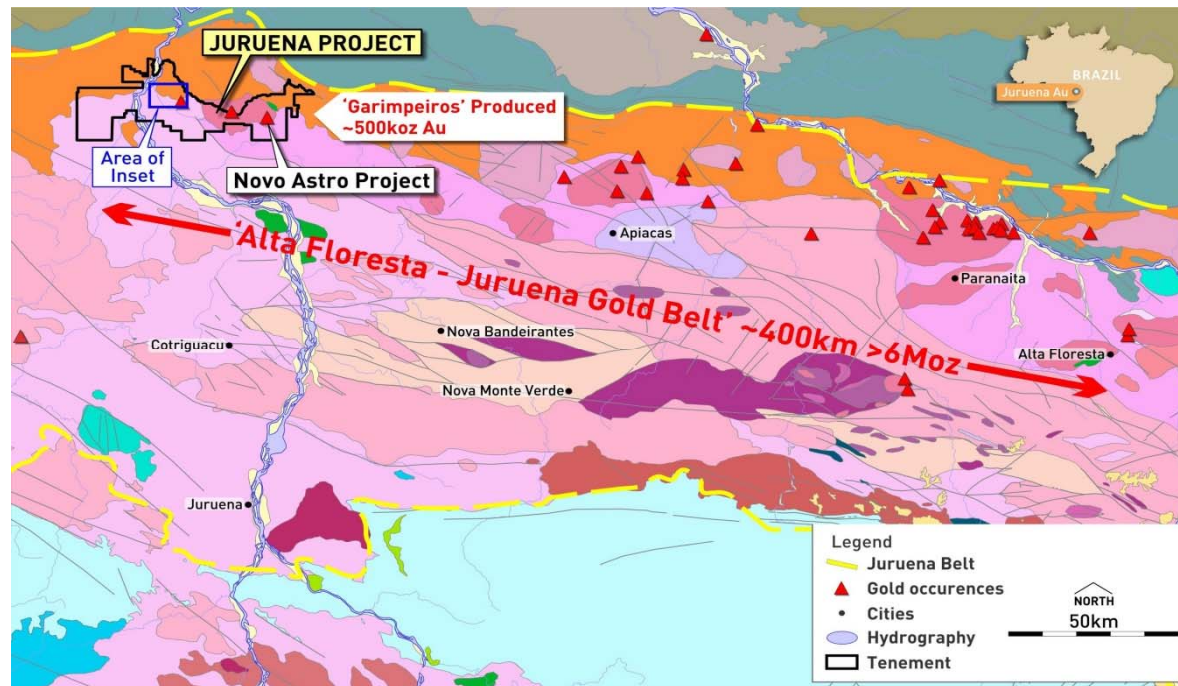 JURUENA PROJECT
'Garimpeiros' Produced
~500koz Au
Area of
Inset
Novo Astro Project
BRAZIL
Juruena Au
'Alta Floresta - Juruena Gold Belt' ~400km >6Moz
Apiacas
Paranaita
Nova Bandeirantes
Cotriguacu
Alta Floresta
Nova Monte Verde
Juruena
Legend
Juruena Belt
Gold occurences
Cities
Hydrography
Tenement
NORTH
50km